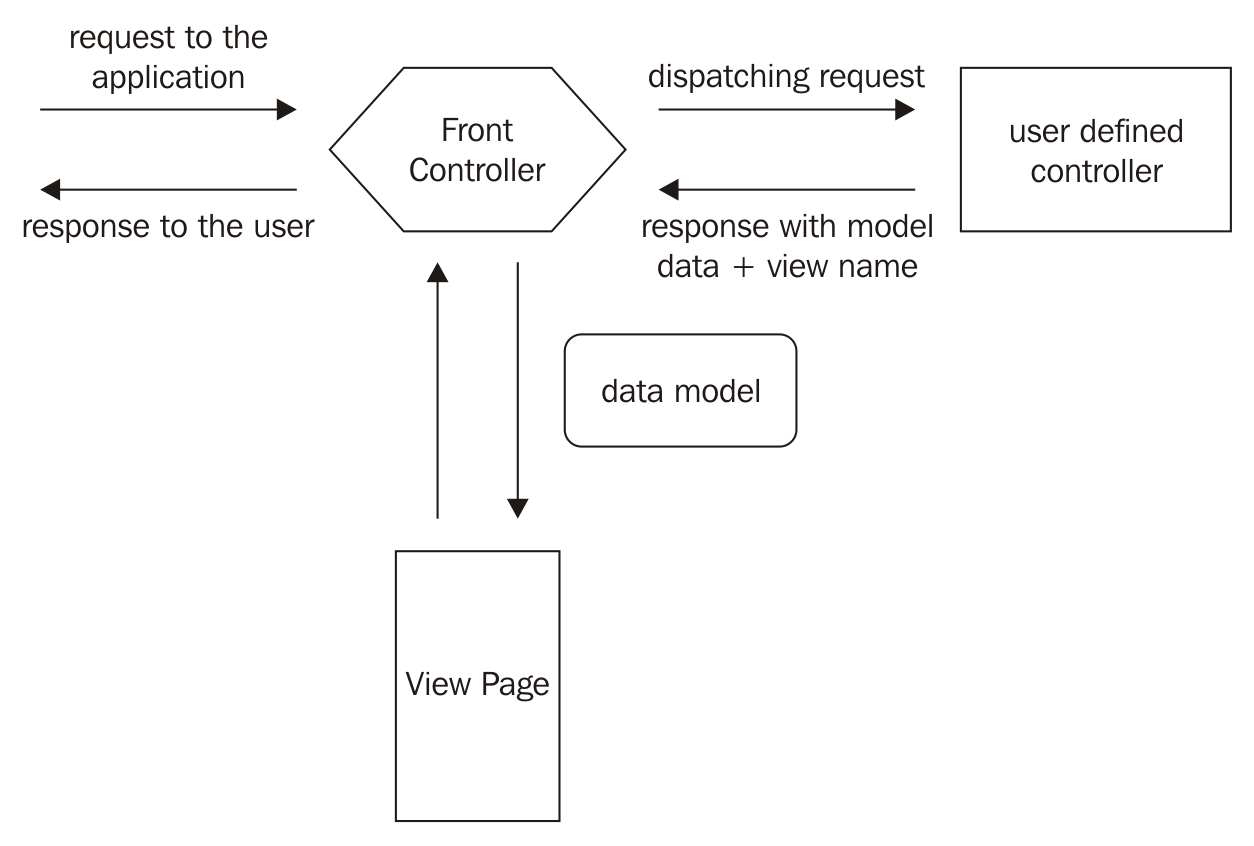 request to the
application
response to the user
Front
Controller
dispatching request
response with model
data + view name
user defined
controller
data model
View Page